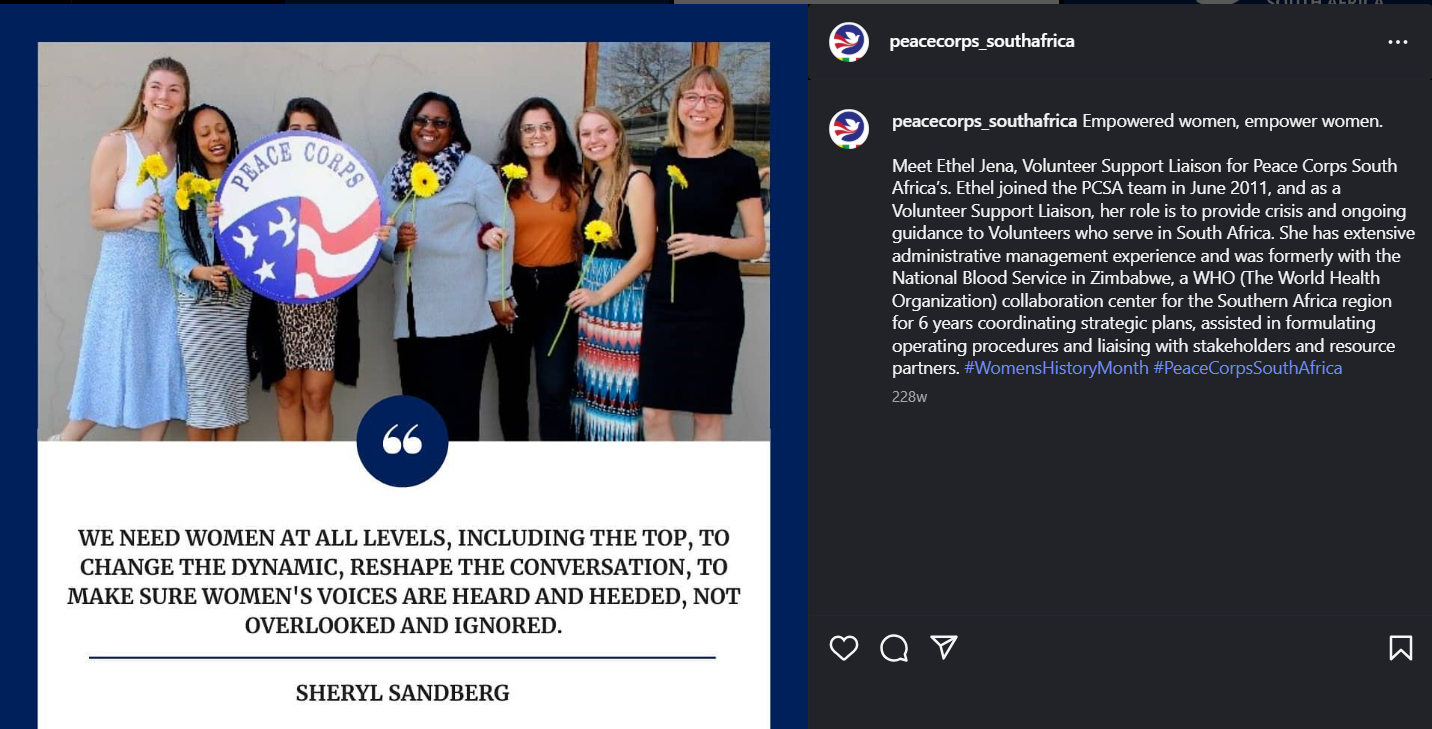 SOUTH AFRICA
PEACE CORPS
WE NEED WOMEN AT ALL LEVELS, INCLUDING THE TOP, TO
CHANGE THE DYNAMIC, RESHAPE THE CONVERSATION, TO
MAKE SURE WOMEN'S VOICES ARE HEARD AND HEEDED, NOT
OVERLOOKED AND IGNORED.
SHERYL SANDBERG
peacecorps_southafrica
peacecorps_southafrica Empowered women, empower women.
Meet Ethel Jena, Volunteer Support Liaison for Peace Corps South
Africa's. Ethel joined the PCSA team in June 2011, and as a
Volunteer Support Liaison, her role is to provide crisis and ongoing
guidance to Volunteers who serve in South Africa. She has extensive
administrative management experience and was formerly with the
National Blood Service in Zimbabwe, a WHO (The World Health
Organization) collaboration center for the Southern Africa region
for 6 years coordinating strategic plans, assisted in formulating
operating procedures and liaising with stakeholders and resource
partners. #WomensHistoryMonth #PeaceCorpsSouthAfrica
228w